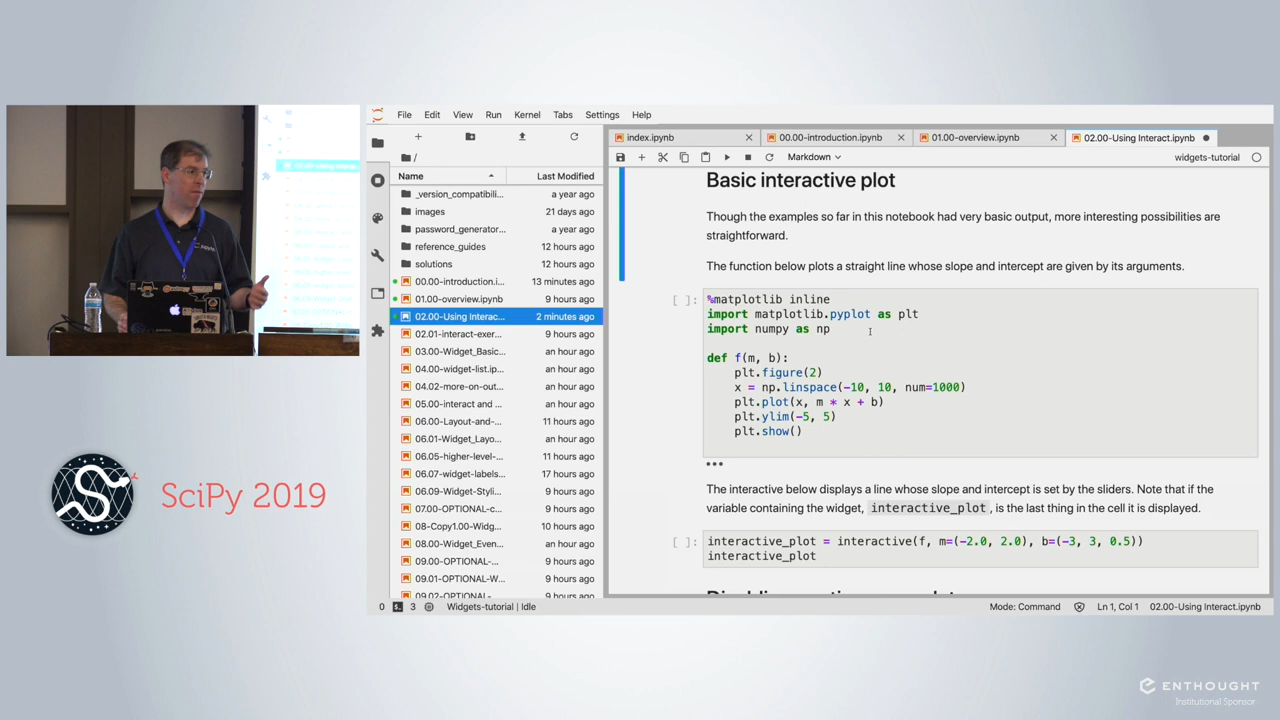 File Edit View Run Kernel Tabs Settings Help
index.ipynb
00.00-introduction.ipynb
01.00-overview.ipynb
02.00-Using Interact.ipynb
Markdown
widgets-tutorial
/
Name Last Modified
_version_compatibili... a year ago
images 21 days ago
password_generator... a year ago
reference_guides 12 hours ago
solutions 12 hours ago
00.00-introduction.i... 13 minutes ago
01.00-overview.ipynb 9 hours ago
02.00-Using Interac... 2 minutes ago
02.01-interact-exer... 9 hours ago
03.00-Widget_Basic... an hour ago
04.00-widget-list.ip... an hour ago
04.02-more-on-out... an hour ago
05.00-interact and ... an hour ago
06.00-Layout-and-... 11 hours ago
06.01-Widget_Layo... an hour ago
06.05-higher-level-... an hour ago
06.07-widget-labels... 17 hours ago
06.09-Widget-Styli... an hour ago
07.00-OPTIONAL-c... an hour ago
08-Copy1.00-Widg... 10 hours ago
08.00-Widget_Even... an hour ago
09.00-OPTIONAL-... 9 hours ago
09.01-OPTIONAL-W... 9 hours ago
09.02-OPTIONAL-... 9 hours ago
Basic interactive plot
Though the examples so far in this notebook had very basic output, more interesting possibilities are
straightforward.
The function below plots a straight line whose slope and intercept are given by its arguments.
[ ]: %matplotlib inline
import matplotlib.pyplot as plt
import numpy as np
def f(m, b):
    plt.figure(2)
    x = np.linspace(-10, 10, num=1000)
    plt.plot(x, m * x + b)
    plt.ylim(-5, 5)
    plt.show()
The interactive below displays a line whose slope and intercept is set by the sliders. Note that if the
variable containing the widget, interactive_plot, is the last thing in the cell it is displayed.
[ ]: interactive_plot = interactive(f, m=(-2.0, 2.0), b=(-3, 3, 0.5))
interactive_plot
0 3 Widgets-tutorial | Idle
Mode: Command Ln 1, Col 1 02.00-Using Interact.ipynb
SciPy 2019
ENTHOUGHT
Institutional Sponsor